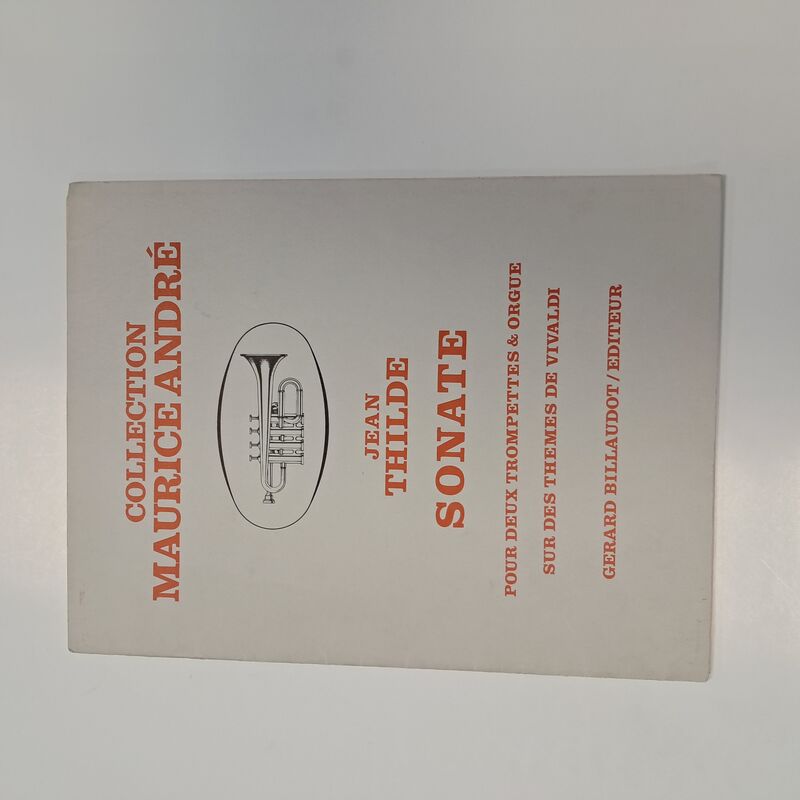 COLLECTION
MAURICE ANDRÉ
JEAN
THILDE
SONATE
POUR DEUX TROMPETTES & ORGUE
SUR DES THEMES DE VIVALDI
GERARD BILLAUDOT / EDITEUR